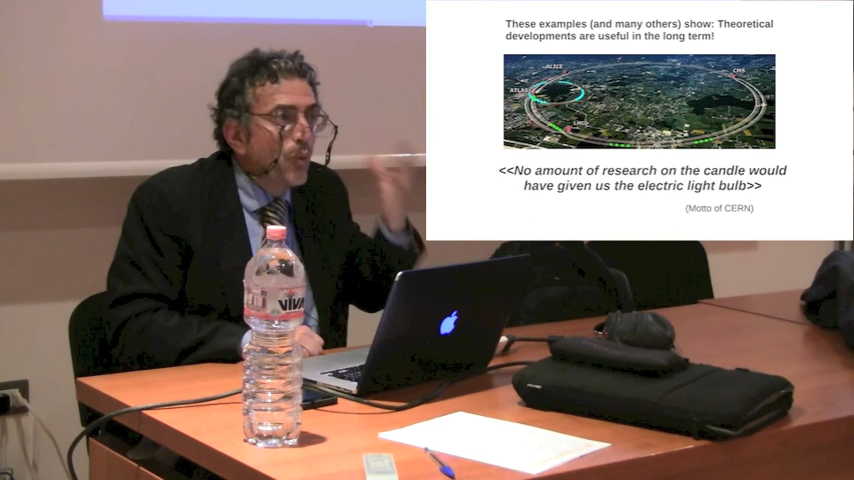 These examples (and many others) show: Theoretical
developments are useful in the long term!
ALICE
CMS
ATLAS
LHCb
<<No amount of research on the candle would
have given us the electric light bulb>>
(Motto of CERN)
VIVA